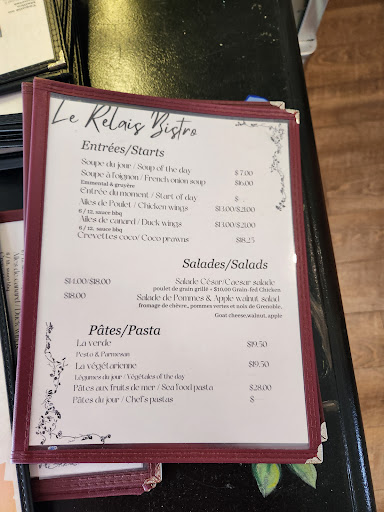 Le Relais Bistro
Entrées/Starts
Soupe du jour / Soup of the day $ 7.00
Soupe à l'oignon / French onion soup $16.00
Emmental & gruyère
Entrée du moment / Start of day $
Ailes de Poulet / Chicken wings $14.00/$21.00
6 / 12, sauce bbq
Ailes de canard / Duck wings $14.00/$21.00
6 / 12, sauce bbq
Crevettes coco/ Coco prawns $18.25
Salades/Salads
$14.00/$18.00 Salade César/Caesar salade
poulet de grain grillé + $10.00 Grain-fed Chicken
$18.00 Salade de Pommes & Apple walnut salad
fromage de chèvre,, pommes vertes et noix de Grenoble,
Goat cheese,walnut, apple
Pâtes/Pasta
La verde $19.50
Pesto & Parmesan
La végétarienne $19.50
Légumes du jour / Végétales of the day
Pâtes aux fruits de mer / Sea food pasta $28.00
Pâtes du jour / Chef's pastas $